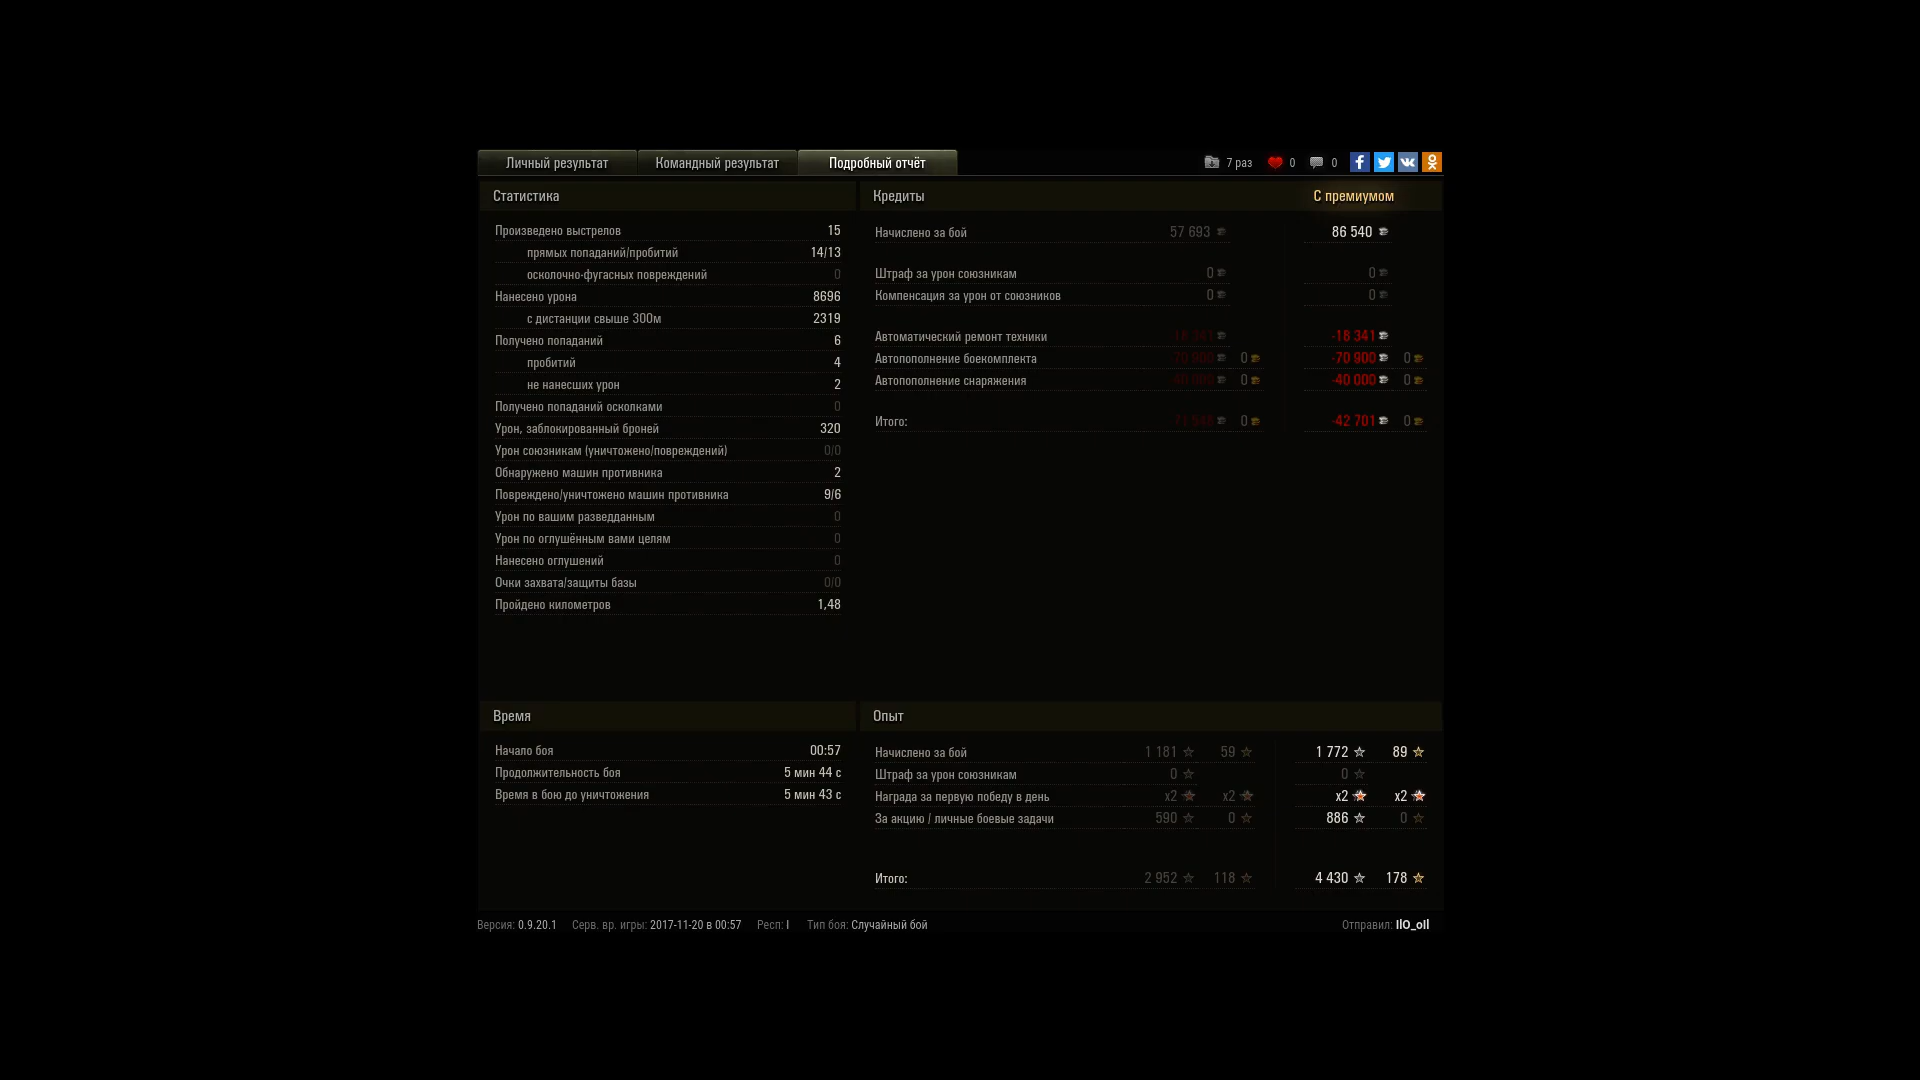 Личный результат Командный результат Подробный отчёт 7 раз 0 0
Статистика
Произведено выстрелов 15
прямых попаданий/пробитий 14/13
осколочно-фугасных повреждений 0
Нанесено урона 8696
с дистанции свыше 300м 2319
Получено попаданий 6
пробитий 4
не нанесших урон 2
Получено попаданий осколками 0
Урон, заблокированный броней 320
Урон союзникам (уничтожено/повреждений) 0/0
Обнаружено машин противника 2
Повреждено/уничтожено машин противника 9/6
Урон по вашим разведданным 0
Урон по оглушённым вами целям 0
Нанесено оглушений 0
Очки захвата/защиты базы 0/0
Пройдено километров 1,48
Кредиты С премиумом
Начислено за бой 57 693 86 540
Штраф за урон союзникам 0 0
Компенсация за урон от союзников 0 0
Автоматический ремонт техники -18 341 -18 341
Автопополнение боекомплекта -70 900 0 -70 900 0
Автопополнение снаряжения -40 000 0 -40 000 0
Итого: -71 548 0 -42 701 0
Время
Начало боя 00:57
Продолжительность боя 5 мин 44 с
Время в бою до уничтожения 5 мин 43 с
Опыт
Начислено за бой 1 181 59 1 772 89
Штраф за урон союзникам 0 0
Награда за первую победу в день x2 x2 x2 x2
За акцию / личные боевые задачи 590 0 886 0
Итого: 2 952 118 4 430 178
Версия: 0.9.20.1 Серв. вр. игры: 2017-11-20 в 00:57 Респ: I Тип боя: Случайный бой Отправил: IlO_oIl